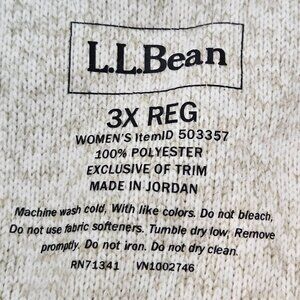 L.L.Bean
3X REG
WOMEN'S ItemID 503357
100% POLYESTER
EXCLUSIVE OF TRIM
MADE IN JORDAN
Machine wash cold, With like colors. Do not bleach,
Do not use fabric softeners. Tumble dry low, Remove
promptly. Do not iron. Do not dry clean.
RN71341 VN1002746